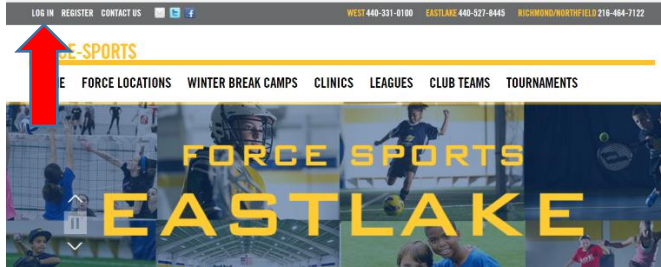 LOG IN REGISTER CONTACT US WEST 440-331-0100 EASTLAKE 440-527-8445 RICHMOND/NORTHFIELD 216-464-7122
CE-SPORTS
E FORCE LOCATIONS WINTER BREAK CAMPS CLINICS LEAGUES CLUB TEAMS TOURNAMENTS
FORCE SPORTS
EASTLAKE